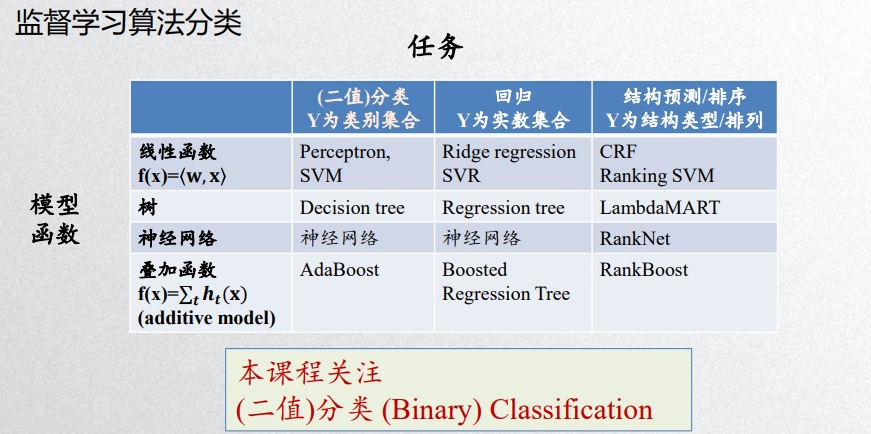 监督学习算法分类
任务
(二值)分类
Y为类别集合
回归
Y为实数集合
结构预测/排序
Y为结构类型/排列
模型
函数
线性函数
f(x)=⟨w, x⟩
Perceptron,
SVM
Ridge regression
SVR
CRF
Ranking SVM
树
Decision tree
Regression tree
LambdaMART
神经网络
神经网络
神经网络
RankNet
叠加函数
f(x)=∑ₜ hₜ(x)
(additive model)
AdaBoost
Boosted
Regression Tree
RankBoost
本课程关注
(二值)分类 (Binary) Classification